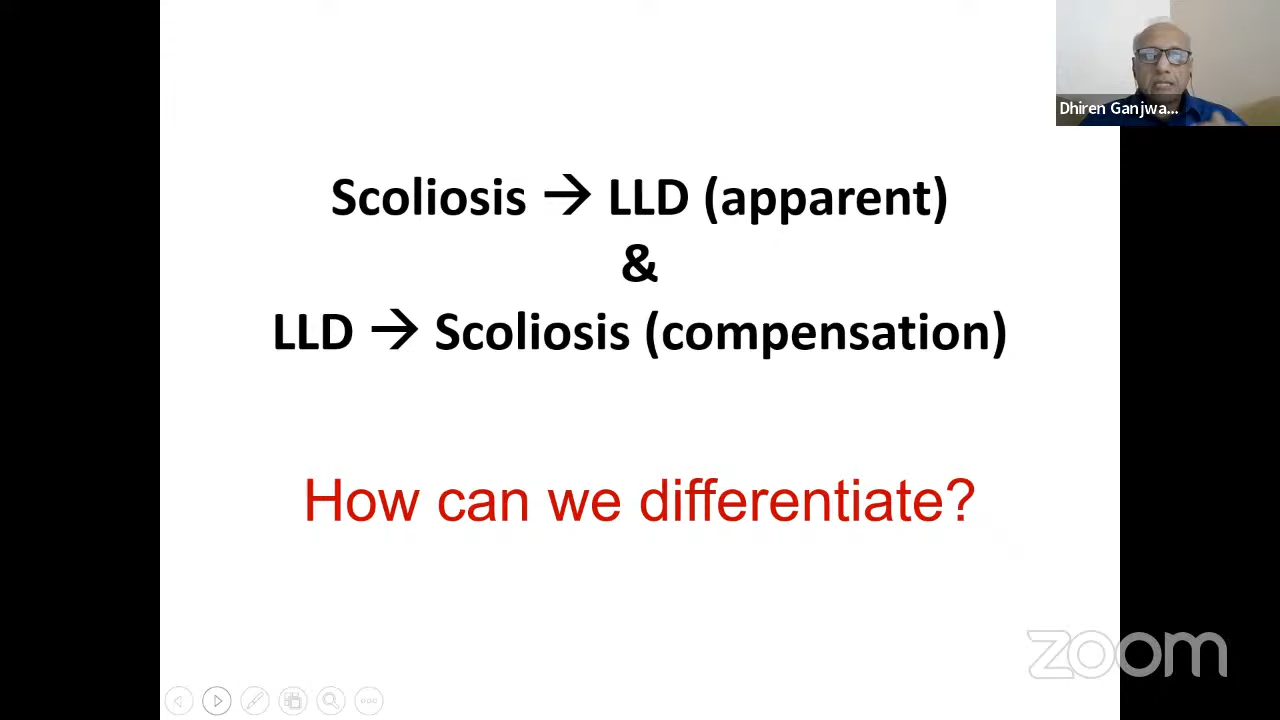 Dhiren Ganjwa...
Scoliosis → LLD (apparent)
&
LLD → Scoliosis (compensation)
How can we differentiate?
zoom